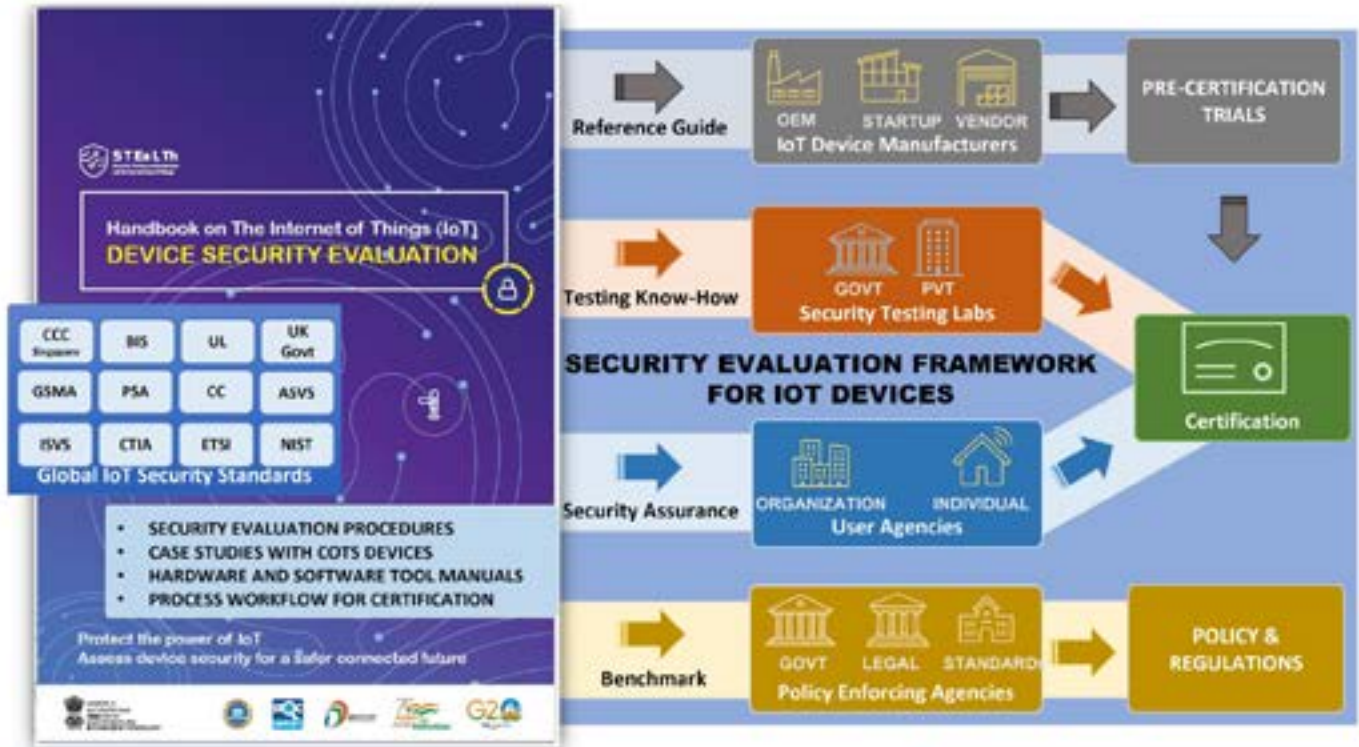 STEaLTh
Handbook on The Internet of Things (IoT)
DEVICE SECURITY EVALUATION
CCC
Singapore
BIS
UL
UK
Govt
GSMA
PSA
CC
ASVS
ISVS
CTIA
ETSI
NIST
Global IoT Security Standards
• SECURITY EVALUATION PROCEDURES
• CASE STUDIES WITH COTS DEVICES
• HARDWARE AND SOFTWARE TOOL MANUALS
• PROCESS WORKFLOW FOR CERTIFICATION
Protect the power of IoT
Assess device security for a safer connected future
G20
Reference Guide
OEM
STARTUP
VENDOR
IoT Device Manufacturers
PRE-CERTIFICATION
TRIALS
Testing Know-How
GOVT
PVT
Security Testing Labs
SECURITY EVALUATION FRAMEWORK
FOR IOT DEVICES
Certification
Security Assurance
ORGANIZATION
INDIVIDUAL
User Agencies
Benchmark
GOVT
LEGAL
STANDARDS
Policy Enforcing Agencies
POLICY &
REGULATIONS